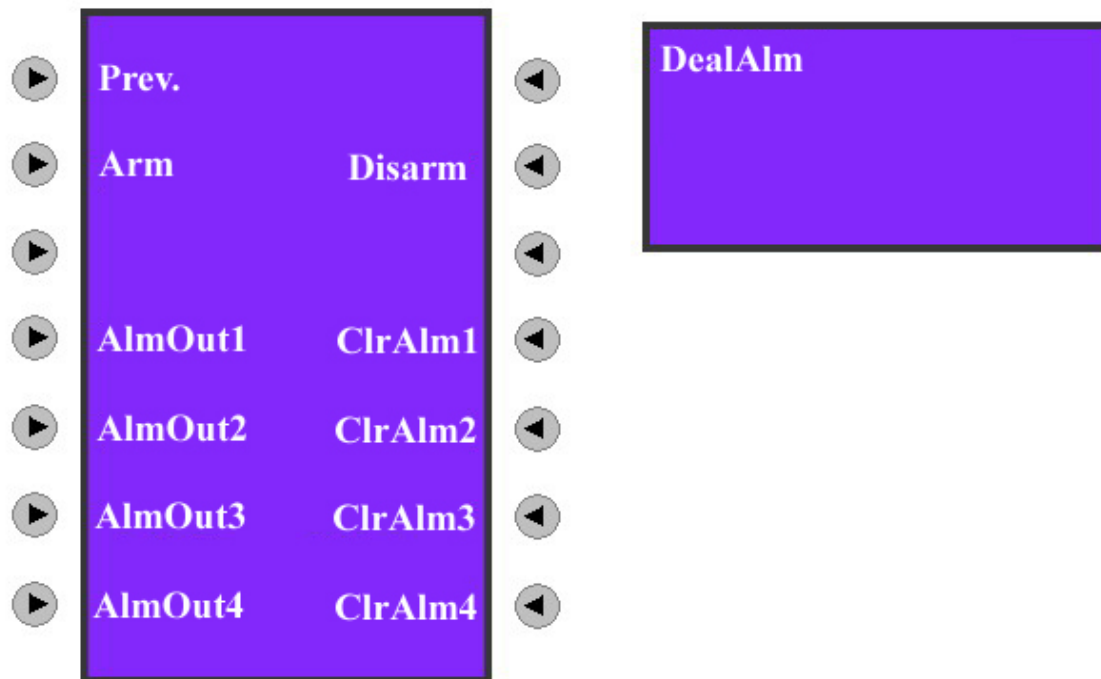 Prev.
Arm Disarm
AlmOut1 ClrAlm1
AlmOut2 ClrAlm2
AlmOut3 ClrAlm3
AlmOut4 ClrAlm4
DealAlm